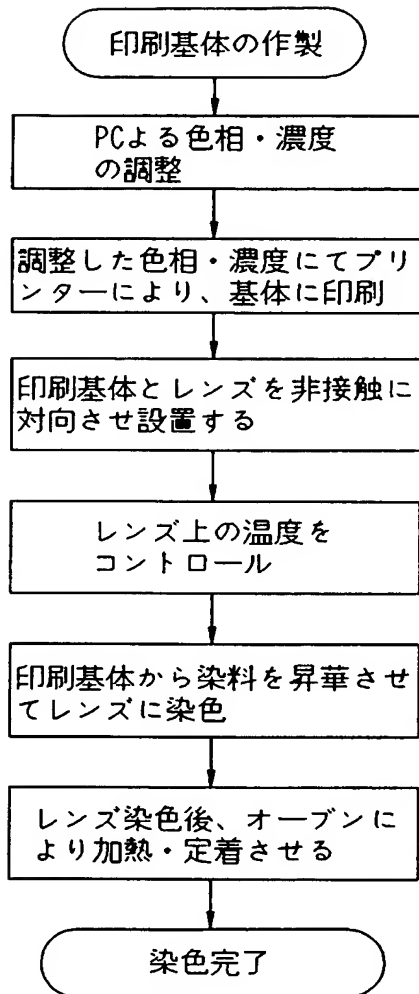 印刷基体の作製
PCよる色相・濃度
の調整
調整した色相・濃度にてプリ
ンターにより、基体に印刷
印刷基体とレンズを非接触に
対向させ設置する
レンズ上の温度を
コントロール
印刷基体から染料を昇華させ
てレンズに染色
レンズ染色後、オーブンに
より加熱・定着させる
染色完了